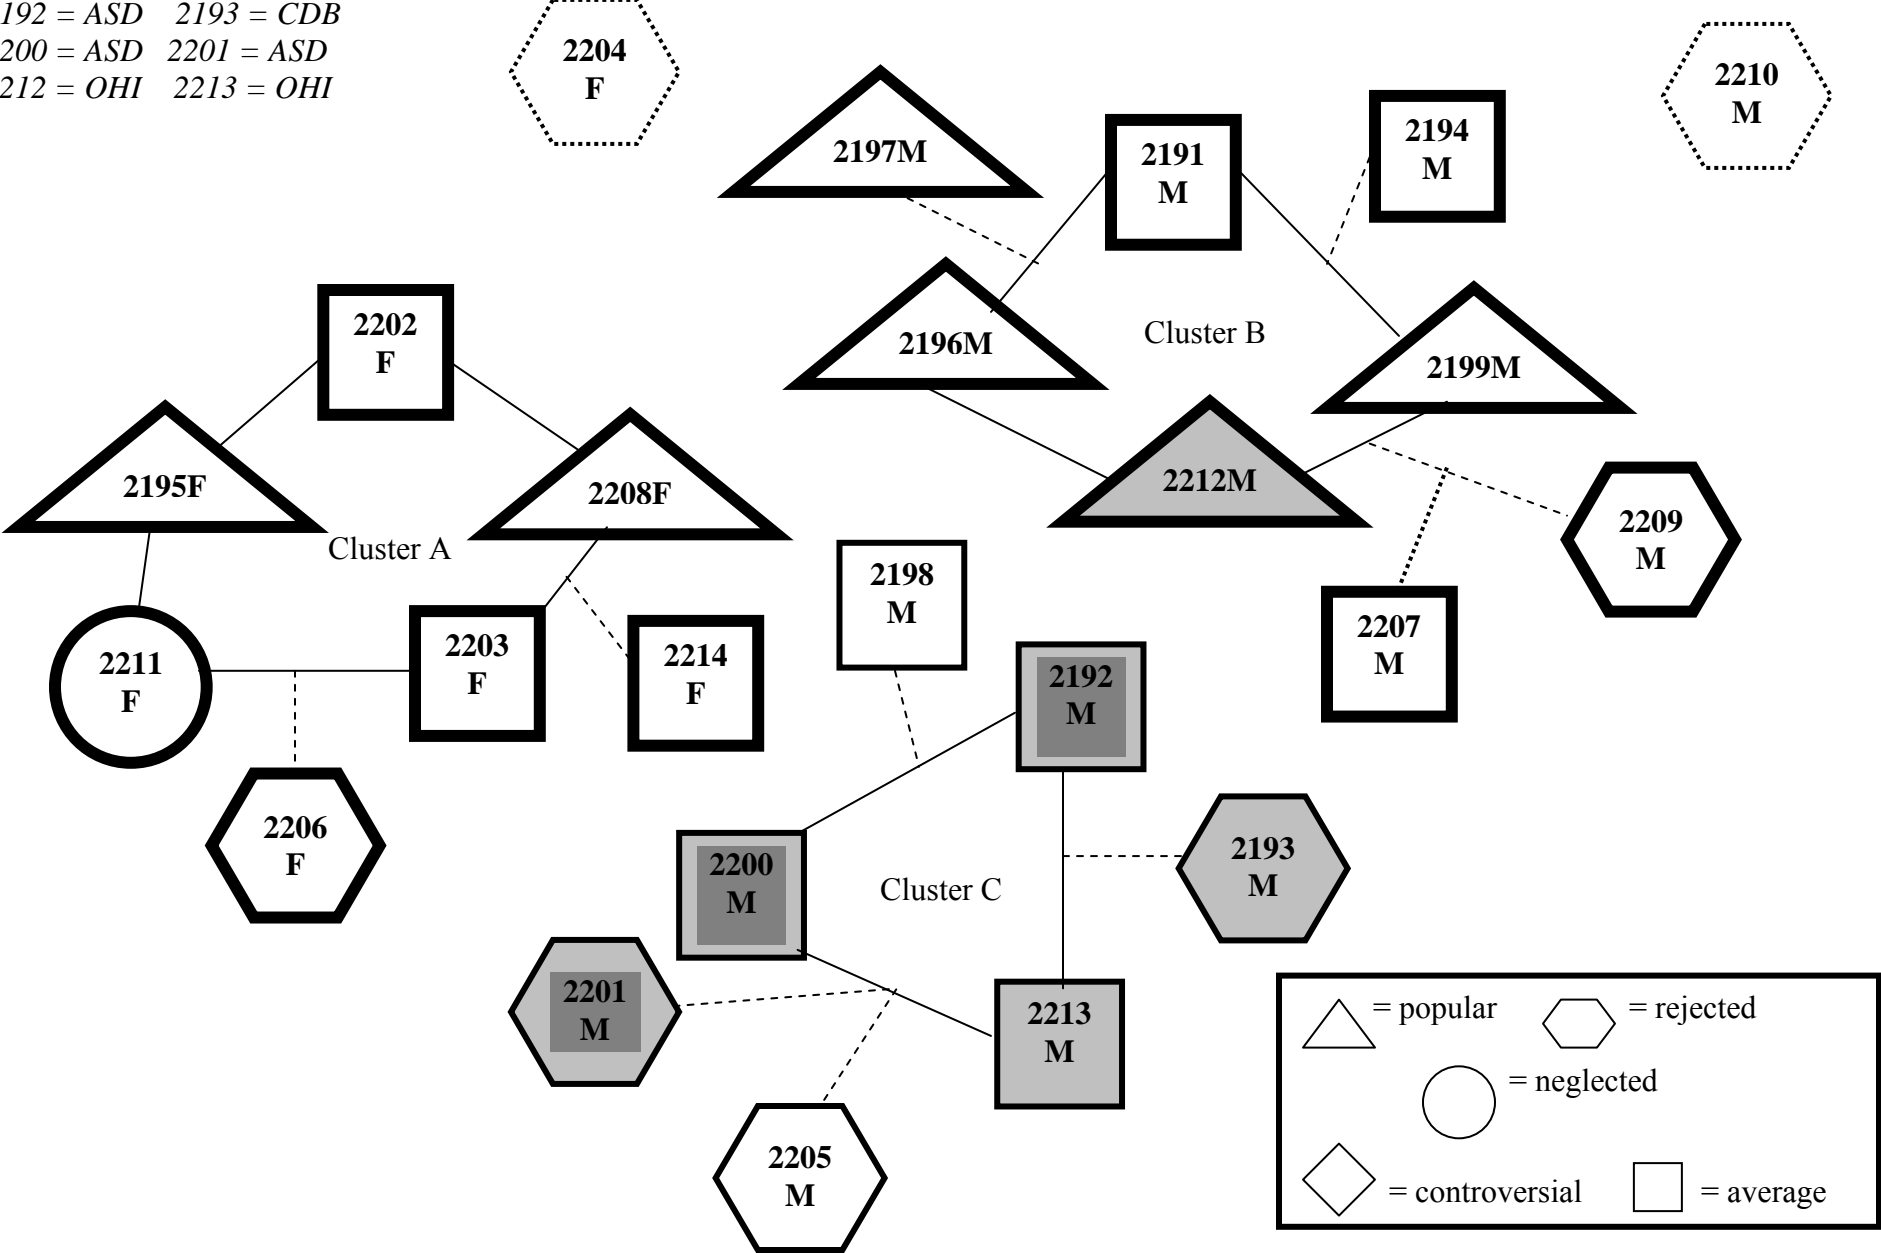 192 = ASD 2193 = CDB
200 = ASD 2201 = ASD
212 = OHI 2213 = OHI
2204
F
2210
M
2197M
2191
M
2194
M
2202
F
2196M
Cluster B
2199M
2195F
2208F
2212M
Cluster A
2209
M
2198
M
2207
M
2211
F
2203
F
2214
F
2192
M
2206
F
2193
M
2200
M
Cluster C
2201
M
2213
M
2205
M
= popular
= rejected
= neglected
= controversial
= average